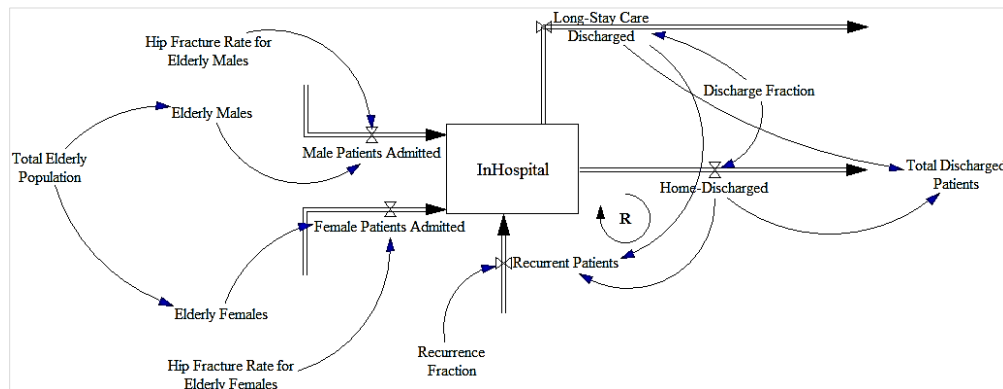 Long-Stay Care
Discharged
Hip Fracture Rate for
Elderly Males
Discharge Fraction
Elderly Males
Male Patients Admitted
InHospital
Total Elderly
Population
Total Discharged
Patients
Home-Discharged
R
Female Patients Admitted
Recurrent Patients
Elderly Females
Recurrence
Fraction
Hip Fracture Rate for
Elderly Females